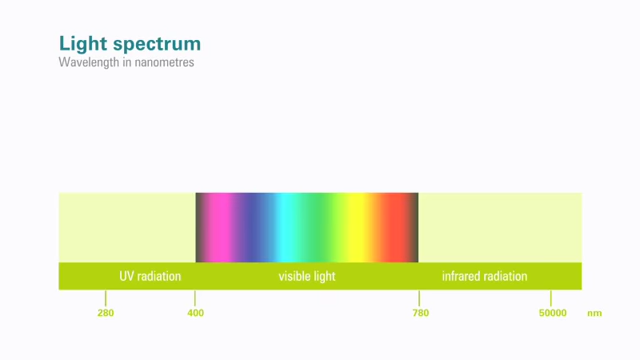 Light spectrum
Wavelength in nanometres
UV radiation visible light infrared radiation
280 400 780 50000 nm